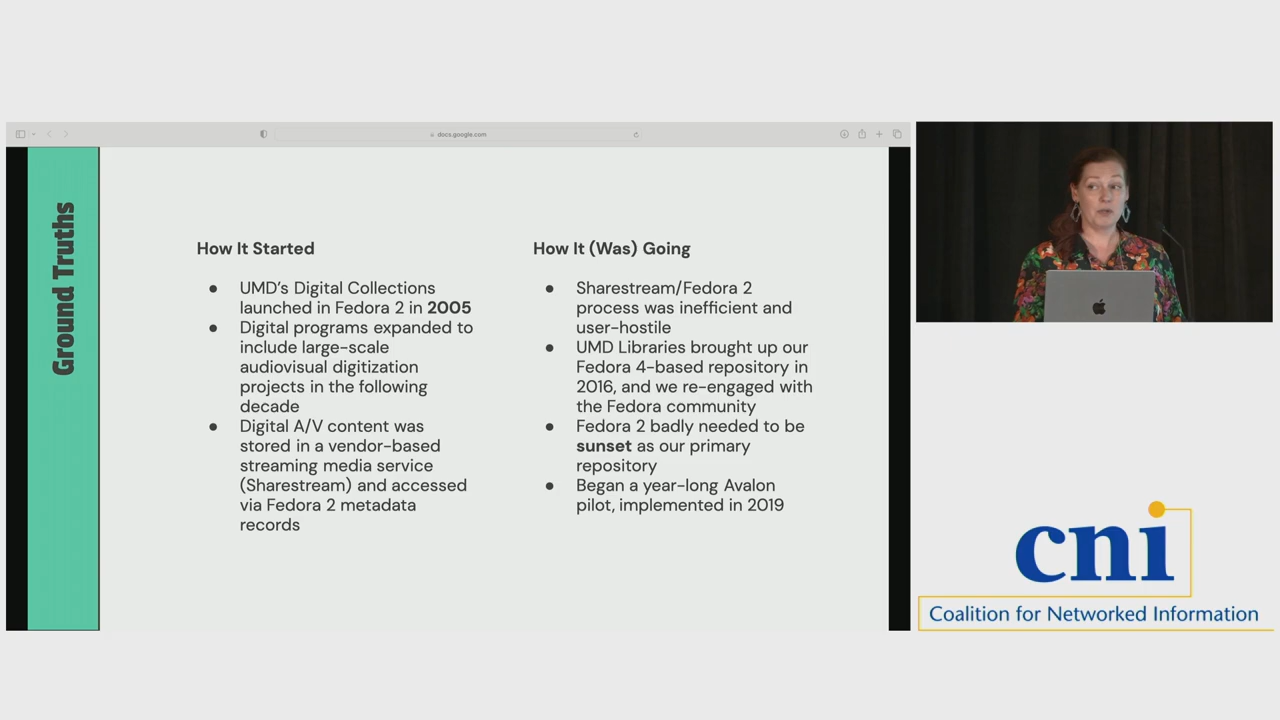 docs.google.com
Ground Truths
How It Started
● UMD's Digital Collections
launched in Fedora 2 in 2005
● Digital programs expanded to
include large-scale
audiovisual digitization
projects in the following
decade
● Digital A/V content was
stored in a vendor-based
streaming media service
(Sharestream) and accessed
via Fedora 2 metadata
records
How It (Was) Going
● Sharestream/Fedora 2
process was inefficient and
user-hostile
● UMD Libraries brought up our
Fedora 4-based repository in
2016, and we re-engaged with
the Fedora community
● Fedora 2 badly needed to be
sunset as our primary
repository
● Began a year-long Avalon
pilot, implemented in 2019
cni
Coalition for Networked Information